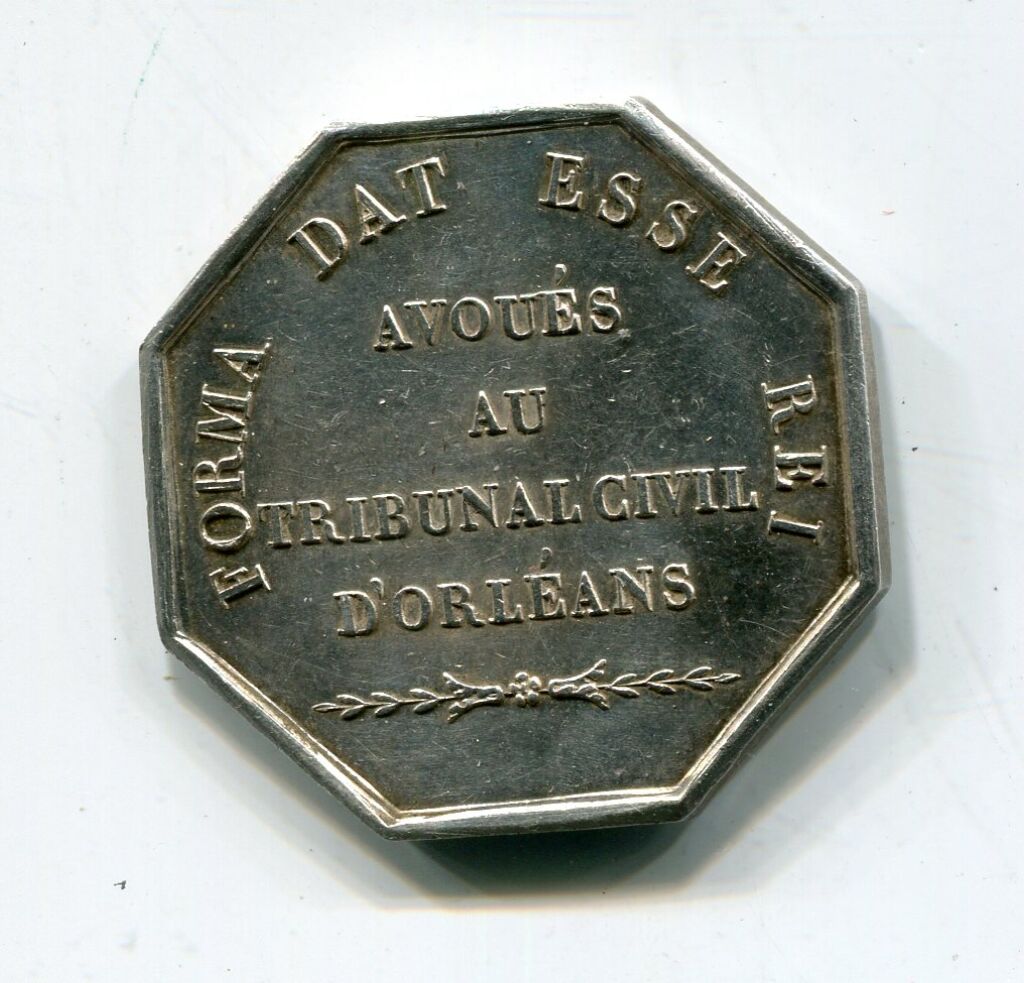 FORMA DAT ESSE REI
AVOUÉS
AU
TRIBUNAL CIVIL
D'ORLÉANS